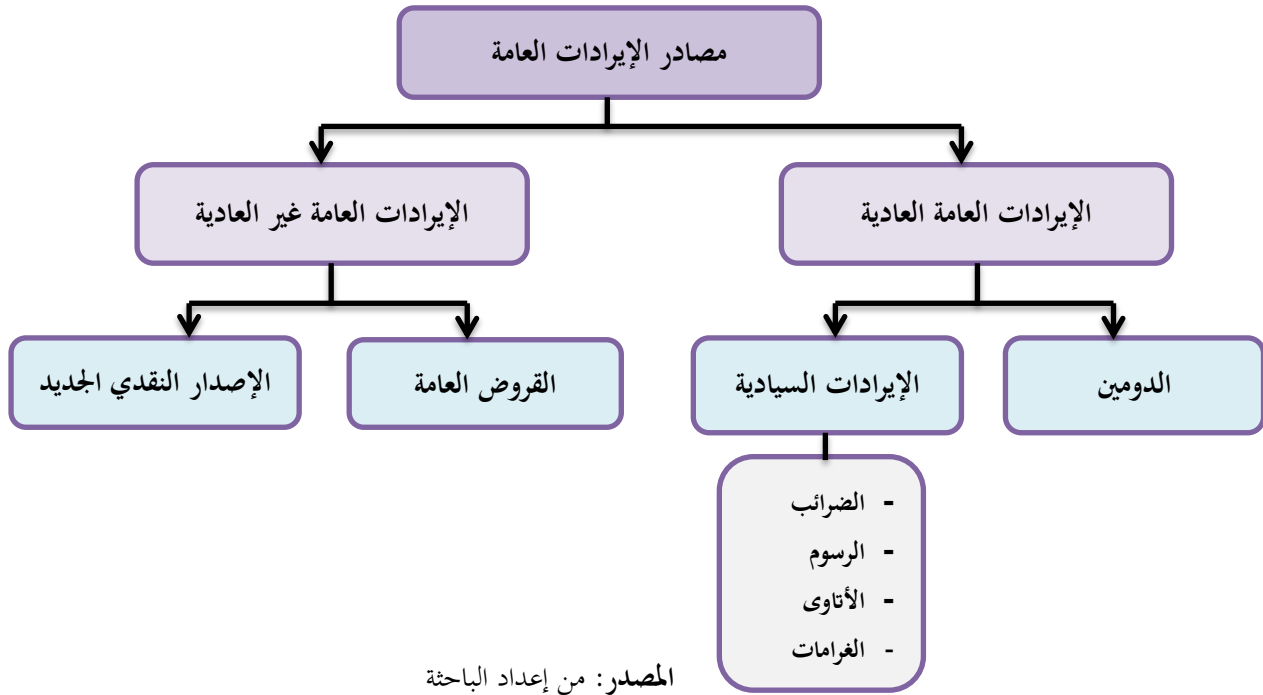 مصادر الإيرادات العامة
الإيرادات العامة العادية
الإيرادات العامة غير العادية
الدومين
الإيرادات السيادية
القروض العامة
الإصدار النقدي الجديد
- الضرائب
- الرسوم
- الأتاوى
- الغرامات
المصدر: من إعداد الباحثة